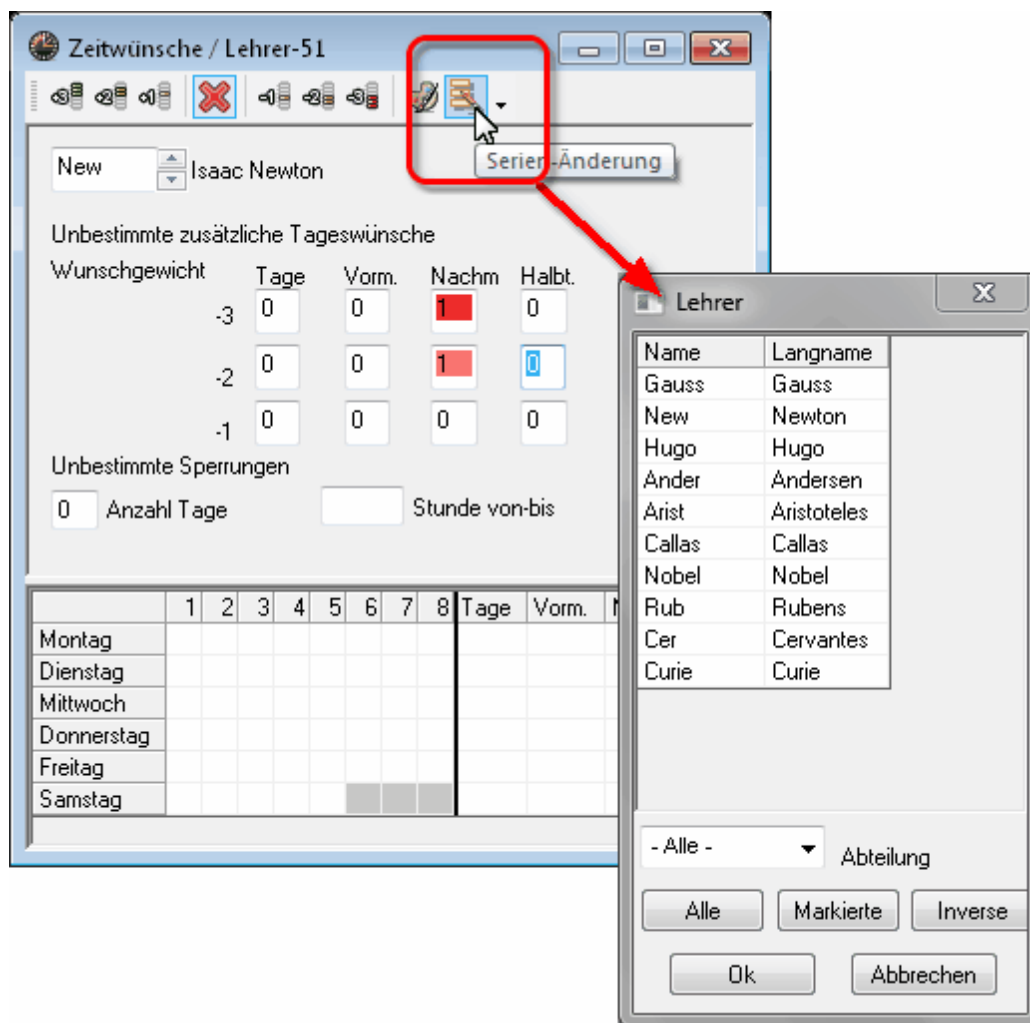 Zeitwünsche / Lehrer-51
Serien-Änderung
New Isaac Newton
Unbestimmte zusätzliche Tageswünsche
Wunschgewicht Tage Vorm. Nachm Halbt.
-3 0 0 1 0
-2 0 0 1 0
-1 0 0 0 0
Unbestimmte Sperrungen
0 Anzahl Tage Stunde von-bis
1 2 3 4 5 6 7 8 Tage Vorm.
Montag
Dienstag
Mittwoch
Donnerstag
Freitag
Samstag
Lehrer
Name Langname
Gauss Gauss
New Newton
Hugo Hugo
Ander Andersen
Arist Aristoteles
Callas Callas
Nobel Nobel
Rub Rubens
Cer Cervantes
Curie Curie
- Alle - Abteilung
Alle Markierte Inverse
Ok Abbrechen